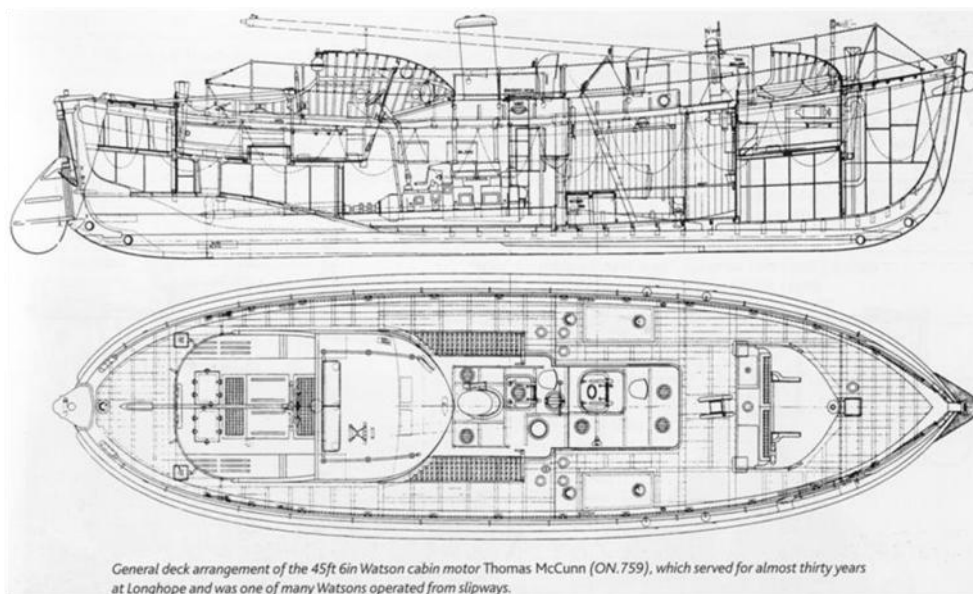 General deck arrangement of the 45ft 6in Watson cabin motor Thomas McCunn (ON.759), which served for almost thirty years
at Longhope and was one of many Watsons operated from slipways.